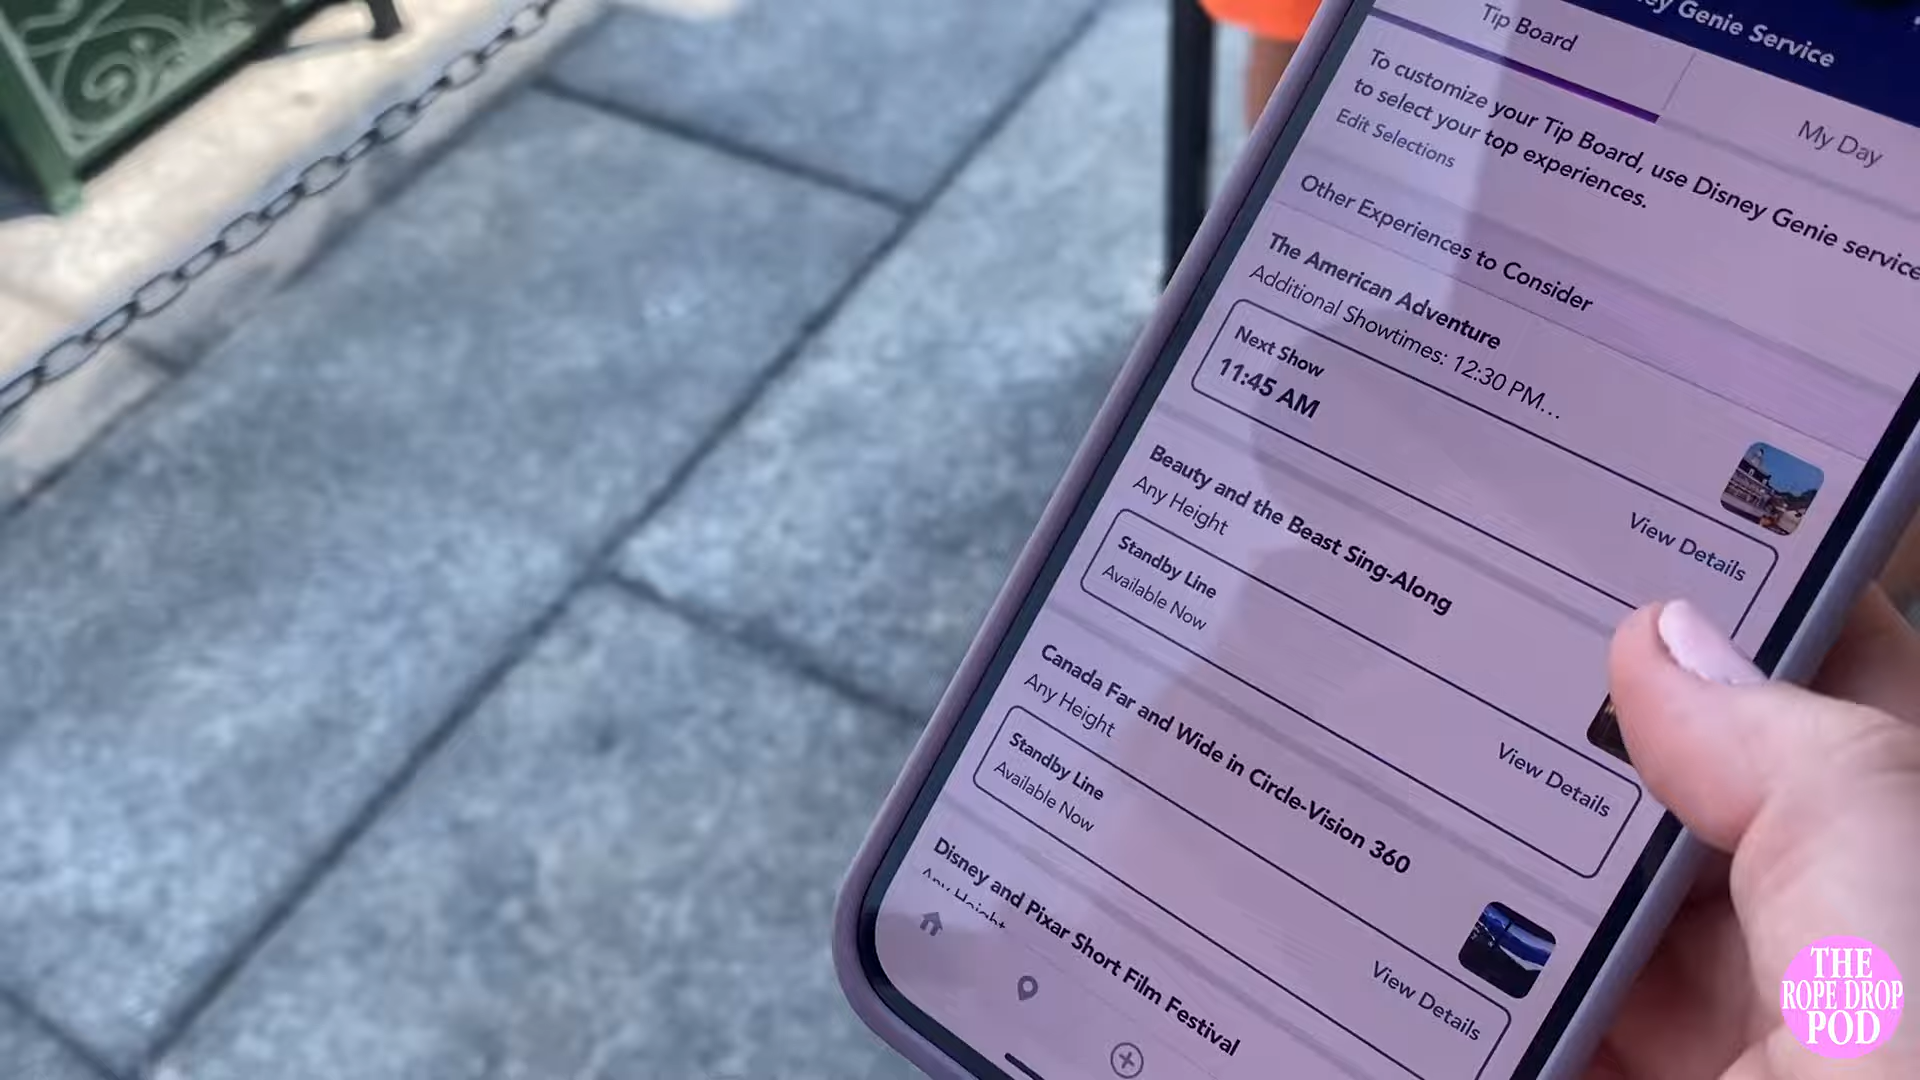 Disney Genie Service
Tip Board
My Day
To customize your Tip Board, use Disney Genie service
to select your top experiences.
Edit Selections
Other Experiences to Consider
The American Adventure
Additional Showtimes: 12:30 PM...
Next Show
11:45 AM
View Details
Beauty and the Beast Sing-Along
Any Height
Standby Line
Available Now
View Details
Canada Far and Wide in Circle-Vision 360
Any Height
Standby Line
Available Now
View Details
Disney and Pixar Short Film Festival
Any Height
THE
ROPE DROP
POD